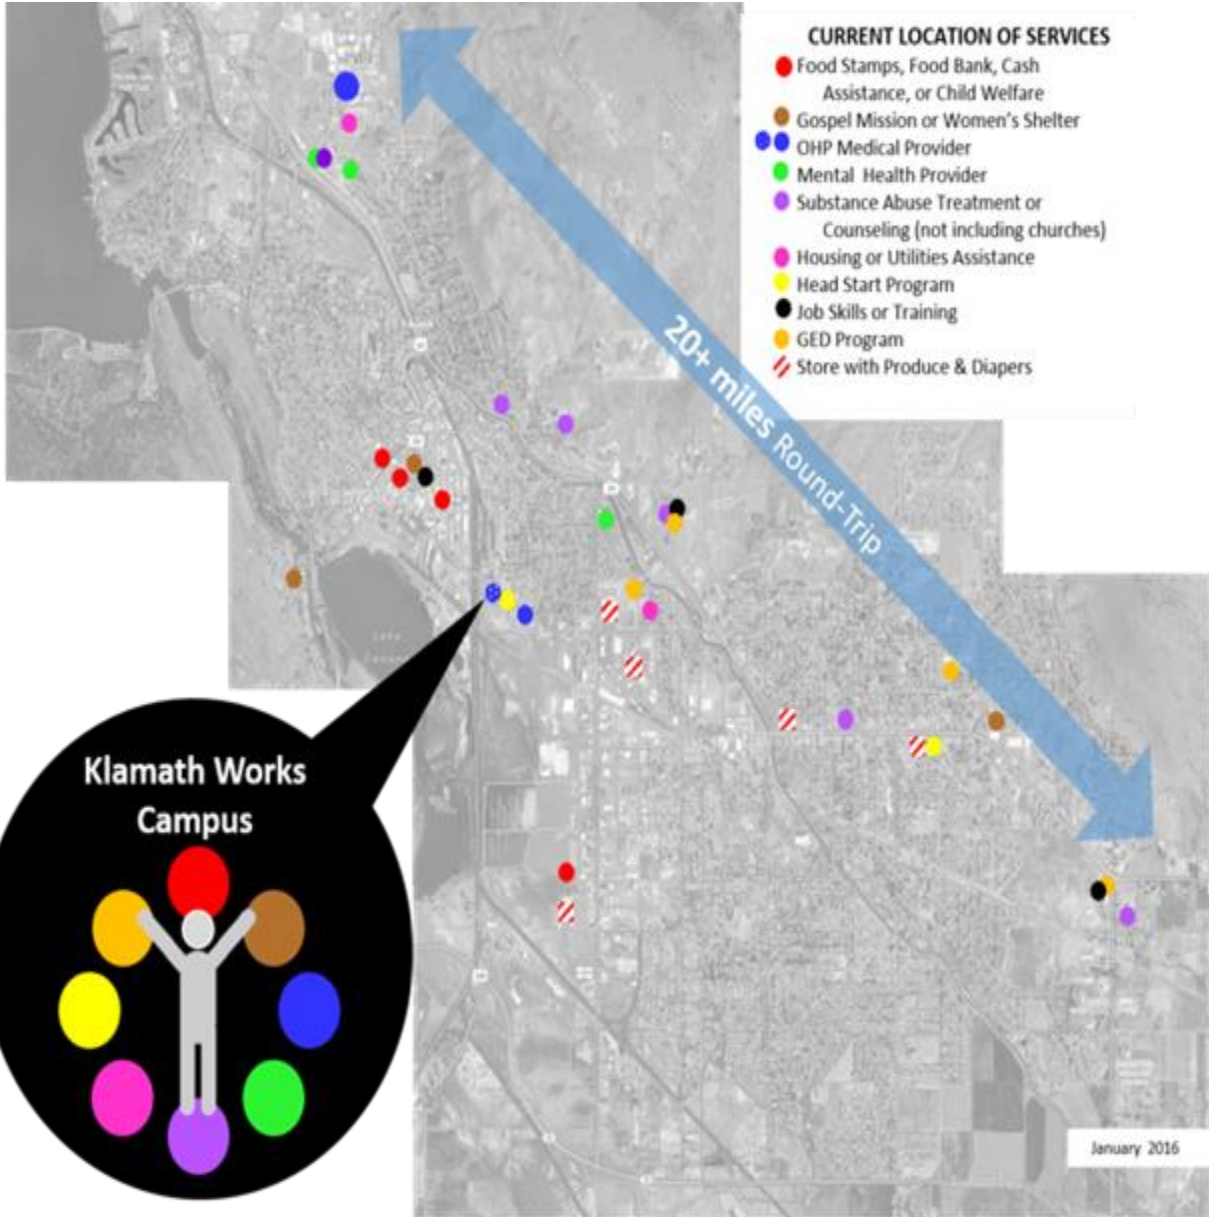 CURRENT LOCATION OF SERVICES
Food Stamps, Food Bank, Cash
Assistance, or Child Welfare
Gospel Mission or Women's Shelter
OHP Medical Provider
Mental Health Provider
Substance Abuse Treatment or
Counseling (not including churches)
Housing or Utilities Assistance
Head Start Program
Job Skills or Training
GED Program
Store with Produce & Diapers
20+ miles Round-Trip
Klamath Works
Campus
January 2016